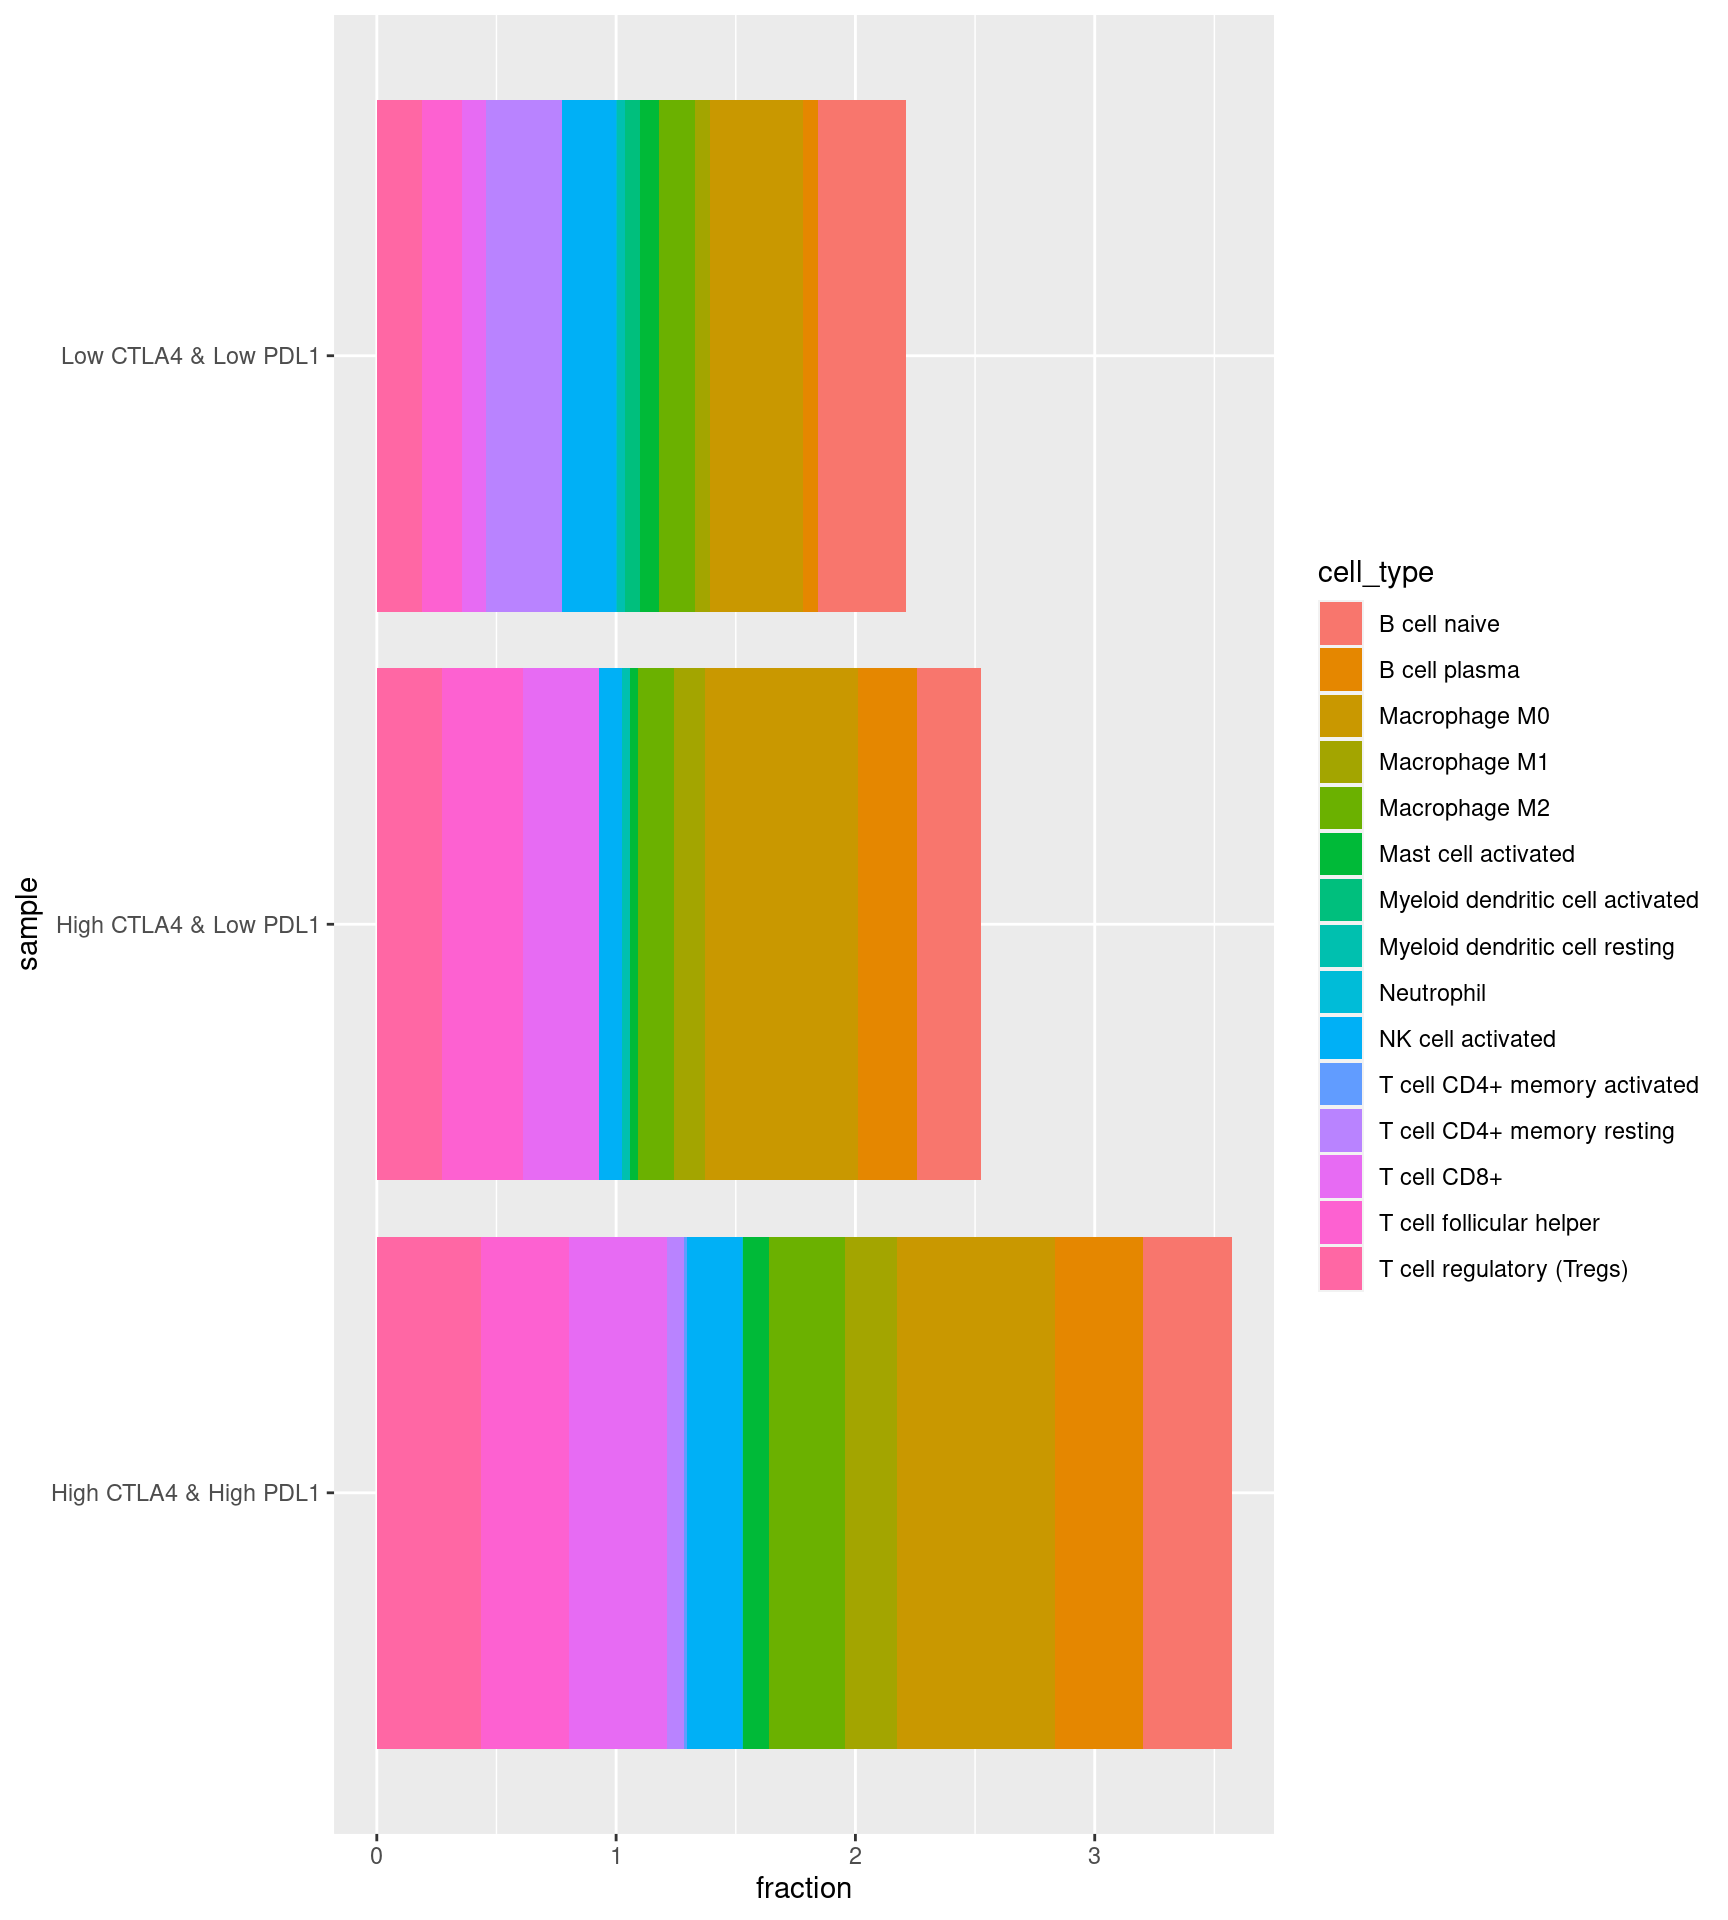 Low CTLA4 & Low PDL1
High CTLA4 & Low PDL1
High CTLA4 & High PDL1
sample
0 1 2 3
fraction
cell_type
B cell naive
B cell plasma
Macrophage M0
Macrophage M1
Macrophage M2
Mast cell activated
Myeloid dendritic cell activated
Myeloid dendritic cell resting
Neutrophil
NK cell activated
T cell CD4+ memory activated
T cell CD4+ memory resting
T cell CD8+
T cell follicular helper
T cell regulatory (Tregs)